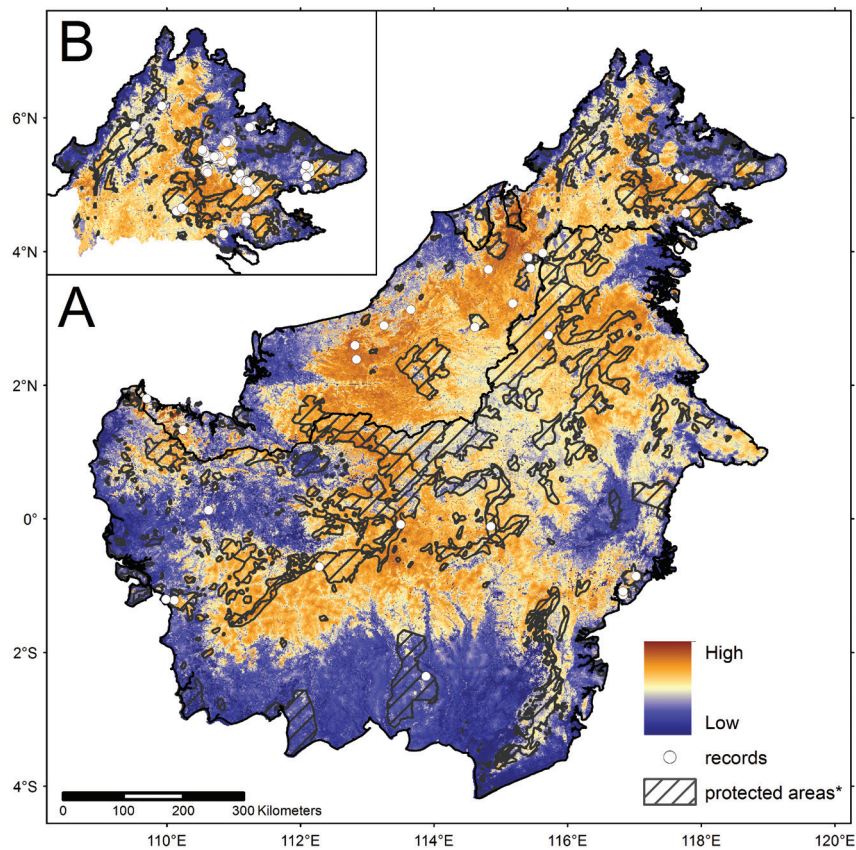 B
A
6°N
4°N
2°N
0°
2°S
4°S
High
Low
records
protected areas*
0 100 200 300 Kilometers
110°E 112°E 114°E 116°E 118°E 120°E